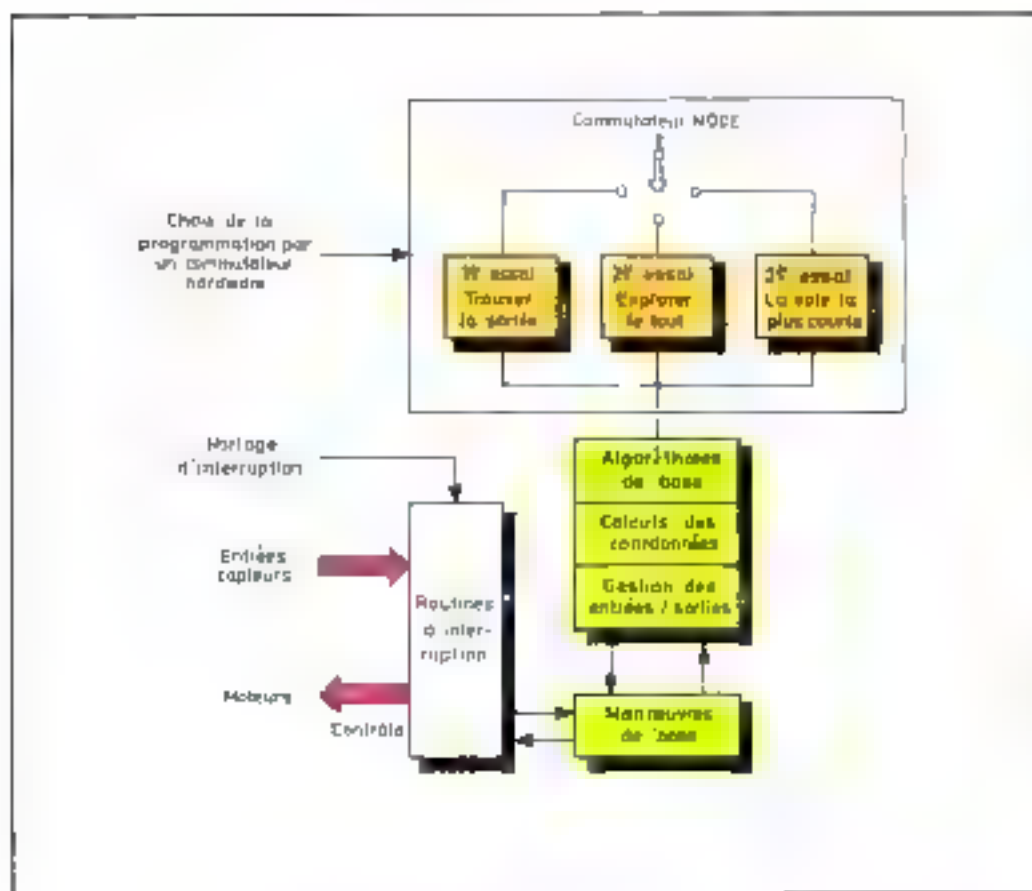 Commutateur MODE
Choix de la
programmation par
un commutateur
hardware
1er essai
Trouver
la sortie
2e essai
Explorer
le tout
3e essai
La voie la
plus courte
Horloge
d'interruption
Algorithmes
de base
Calculs des
coordonnées
Gestion des
entrées / sorties
Entrées
capteurs
Routines
à inter-
ruption
Moteurs
Contrôle
Manœuvres
de base